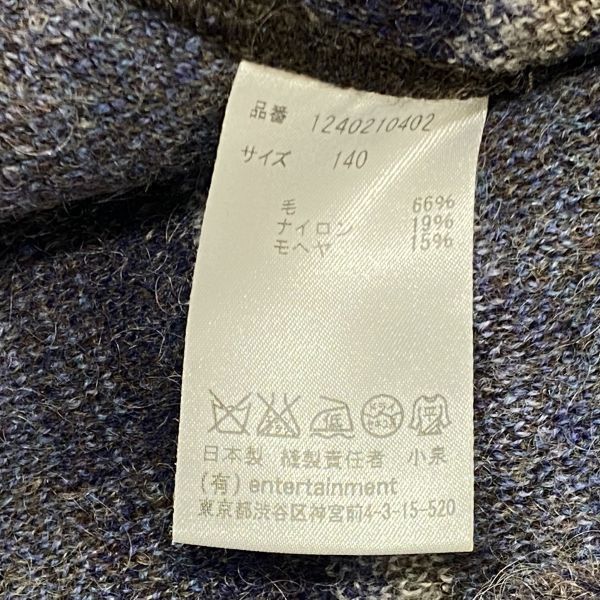 品番 1240210402
サイズ 140
毛 66%
ナイロン 19%
モヘヤ 15%
日本製 縫製責任者 小泉
(有) entertainment
東京都渋谷区神宮前4-3-15-520